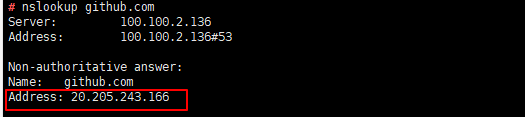 # nslookup github.com
Server:         100.100.2.136
Address:        100.100.2.136#53

Non-authoritative answer:
Name:   github.com
Address: 20.205.243.166